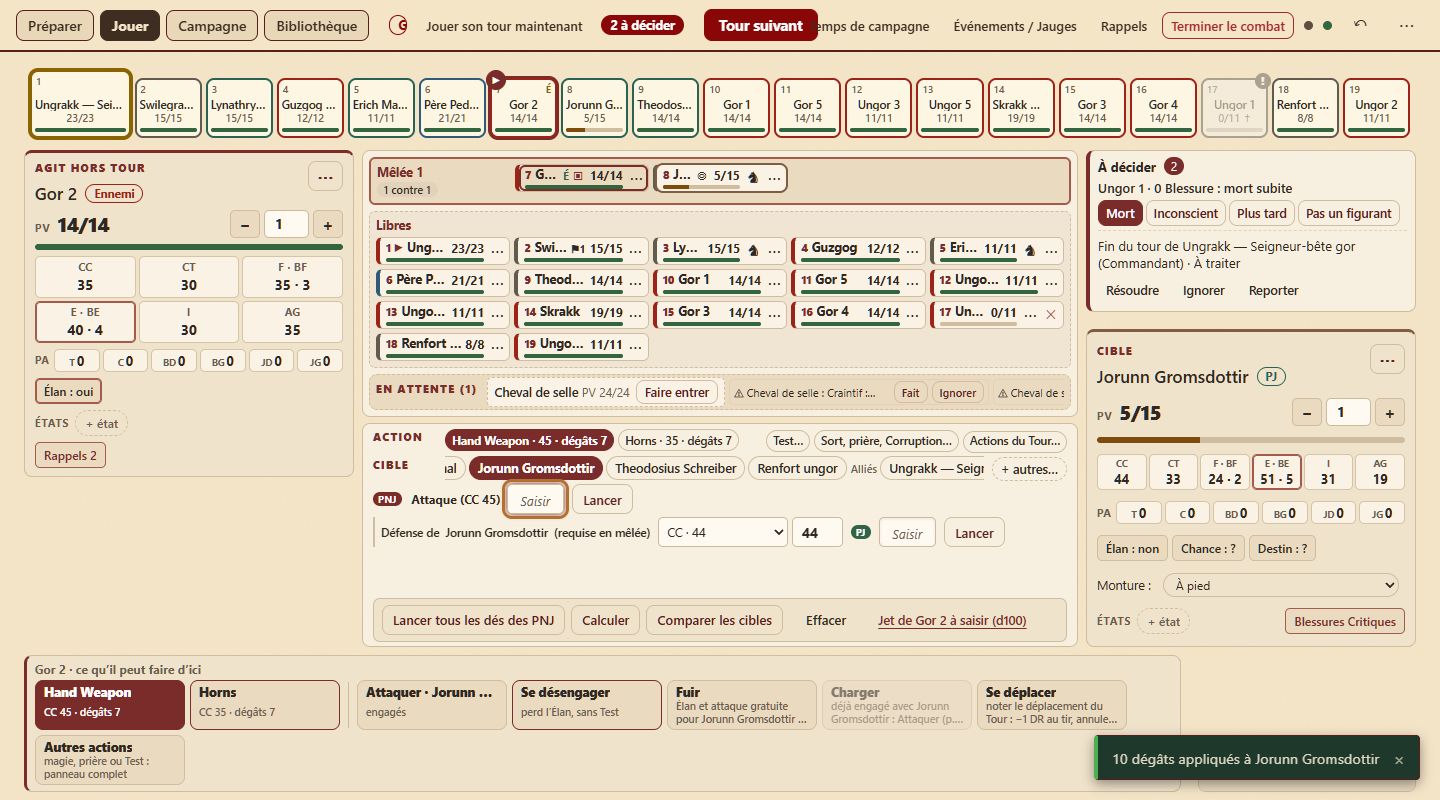 Préparer Jouer Campagne Bibliothèque Jouer son tour maintenant 2 à décider Tour suivant emps de campagne Événements / Jauges Rappels Terminer le combat ...
1 Ungrakk — Sei... 23/23
2 Swilegra... 15/15
3 Lynathry... 15/15
4 Guzgog ... 12/12
5 Erich Ma... 11/11
6 Père Ped... 21/21
É Gor 2 14/14
8 Jorunn G... 5/15
9 Theodos... 14/14
10 Gor 1 14/14
11 Gor 5 14/14
12 Ungor 3 11/11
13 Ungor 5 11/11
14 Skrakk ... 19/19
15 Gor 3 14/14
16 Gor 4 14/14
17 Ungor 1 0/11 † !
18 Renfort ... 8/8
19 Ungor 2 11/11
AGIT HORS TOUR
...
Gor 2 Ennemi
PV 14/14 − 1 +
CC CT F · BF
35 30 35 · 3
E · BE I AG
40 · 4 30 35
PA T 0 C 0 BD 0 BG 0 JD 0 JG 0
Élan : oui
ÉTATS + état
Rappels 2
Mêlée 1
1 contre 1
7 G... É 14/14 ...
8 J... 5/15 ...
Libres
1 Ung... 23/23 ... 2 Swi... 1 15/15 ... 3 Ly... 15/15 ... 4 Guzgog 12/12 ... 5 Eri... 11/11 ...
6 Père P... 21/21 ... 9 Theod... 14/14 ... 10 Gor 1 14/14 ... 11 Gor 5 14/14 ... 12 Ungo... 11/11 ...
13 Ungo... 11/11 ... 14 Skrakk 19/19 ... 15 Gor 3 14/14 ... 16 Gor 4 14/14 ... 17 Un... 0/11 ... ×
18 Renfort ... 8/8 ... 19 Ungo... 11/11 ...
EN ATTENTE (1) Cheval de selle PV 24/24 Faire entrer ⚠ Cheval de selle : Craintif :... Fait Ignorer ⚠ Cheval de s
ACTION Hand Weapon · 45 · dégâts 7 Horns · 35 · dégâts 7 Test... Sort, prière, Corruption... Actions du Tour...
CIBLE al Jorunn Gromsdottir Theodosius Schreiber Renfort ungor Alliés Ungrakk — Seig + autres...
PNJ Attaque (CC 45) Saisir Lancer
Défense de Jorunn Gromsdottir (requise en mêlée) CC · 44 44 PJ Saisir Lancer
Lancer tous les dés des PNJ Calculer Comparer les cibles Effacer Jet de Gor 2 à saisir (d100)
À décider 2
Ungor 1 · 0 Blessure : mort subite
Mort Inconscient Plus tard Pas un figurant
Fin du tour de Ungrakk — Seigneur-bête gor
(Commandant) · À traiter
Résoudre Ignorer Reporter
CIBLE
...
Jorunn Gromsdottir PJ
PV 5/15 − 1 +
CC CT F · BF E · BE I AG
44 33 24 · 2 51 · 5 31 19
PA T 0 C 0 BD 0 BG 0 JD 0 JG 0
Élan : non Chance : ? Destin : ?
Monture : À pied
ÉTATS + état Blessures Critiques
Gor 2 · ce qu’il peut faire d’ici
Hand Weapon
CC 45 · dégâts 7
Horns
CC 35 · dégâts 7
Attaquer · Jorunn ...
engagés
Se désengager
perd l’Élan, sans Test
Fuir
Élan et attaque gratuite
pour Jorunn Gromsdottir ...
Charger
déjà engagé avec Jorunn
Gromsdottir : Attaquer (p....
Se déplacer
noter le déplacement du
Tour : −1 DR au tir, annule...
Autres actions
magie, prière ou Test :
panneau complet
10 dégâts appliqués à Jorunn Gromsdottir ×